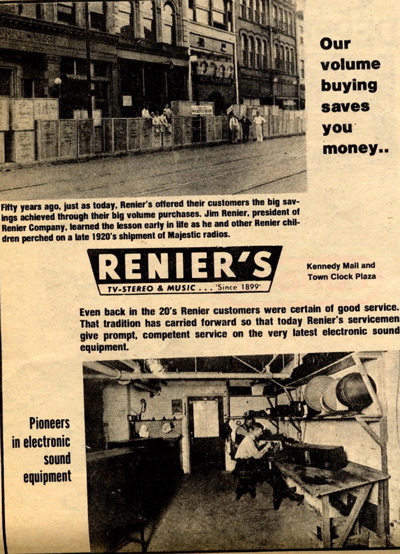 Our
volume
buying
saves
you
money..
Fifty years ago, just as today, Renier's offered their customers the big sav-
ings achieved through their big volume purchases. Jim Renier, president of
Renier Company, learned the lesson early in life as he and other Renier chil-
dren perched on a late 1920's shipment of Majestic radios.
RENIER'S
TV-STEREO & MUSIC . . . 'Since 1899'
Kennedy Mall and
Town Clock Plaza
Even back in the 20's Renier customers were certain of good service.
That tradition has carried forward so that today Renier's servicemen
give prompt, competent service on the very latest electronic sound
equipment.
Pioneers
in electronic
sound
equipment